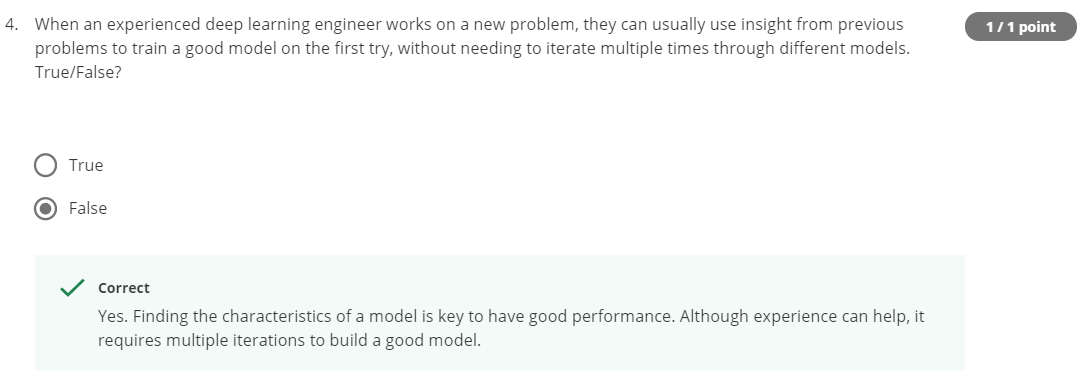 4. When an experienced deep learning engineer works on a new problem, they can usually use insight from previous
1 / 1 point
problems to train a good model on the first try, without needing to iterate multiple times through different models.
True/False?
True
False
Correct
Yes. Finding the characteristics of a model is key to have good performance. Although experience can help, it
requires multiple iterations to build a good model.